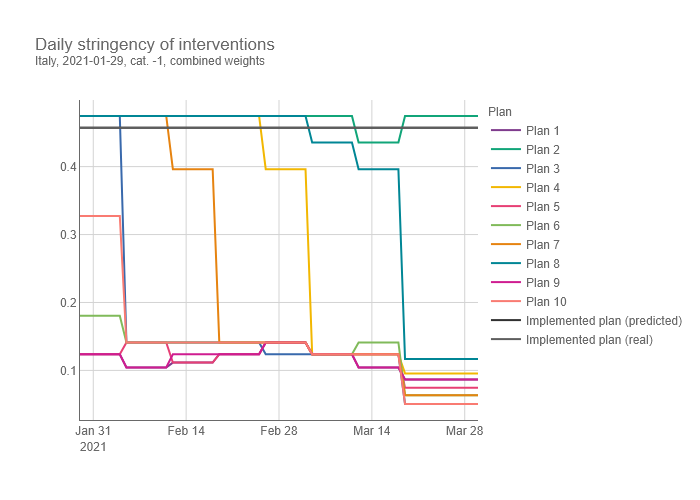 Daily stringency of interventions
Italy, 2021-01-29, cat. -1, combined weights
Plan
Plan 1
Plan 2
Plan 3
Plan 4
Plan 5
Plan 6
Plan 7
Plan 8
Plan 9
Plan 10
Implemented plan (predicted)
Implemented plan (real)
0.4
0.3
0.2
0.1
Jan 31 Feb 14 Feb 28 Mar 14 Mar 28
2021